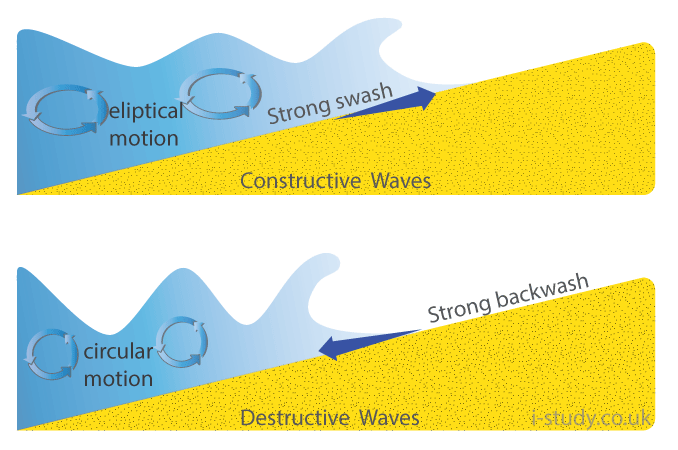 eliptical
motion
Strong swash
Constructive Waves
Strong backwash
circular
motion
Destructive Waves
i-study.co.uk